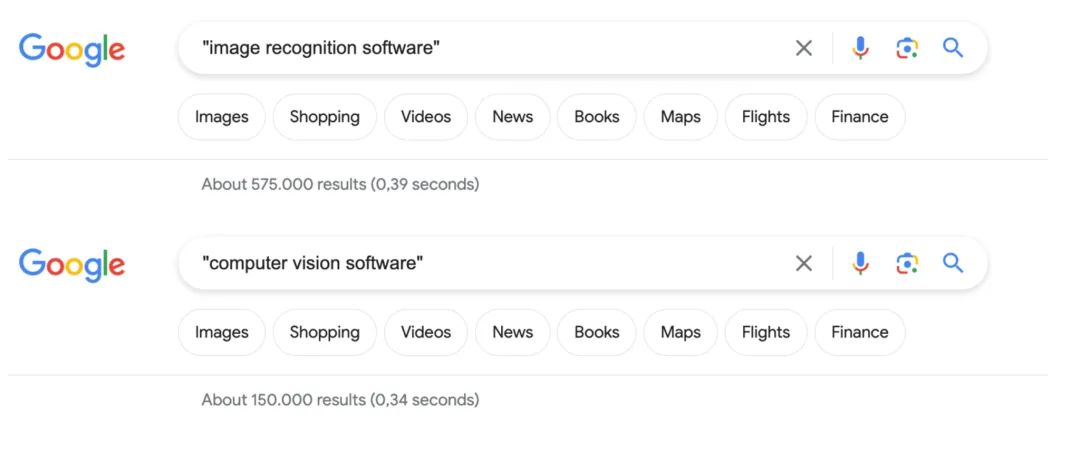 Google "image recognition software"
Images Shopping Videos News Books Maps Flights Finance
About 575.000 results (0,39 seconds)
Google "computer vision software"
Images Shopping Videos News Books Maps Flights Finance
About 150.000 results (0,34 seconds)